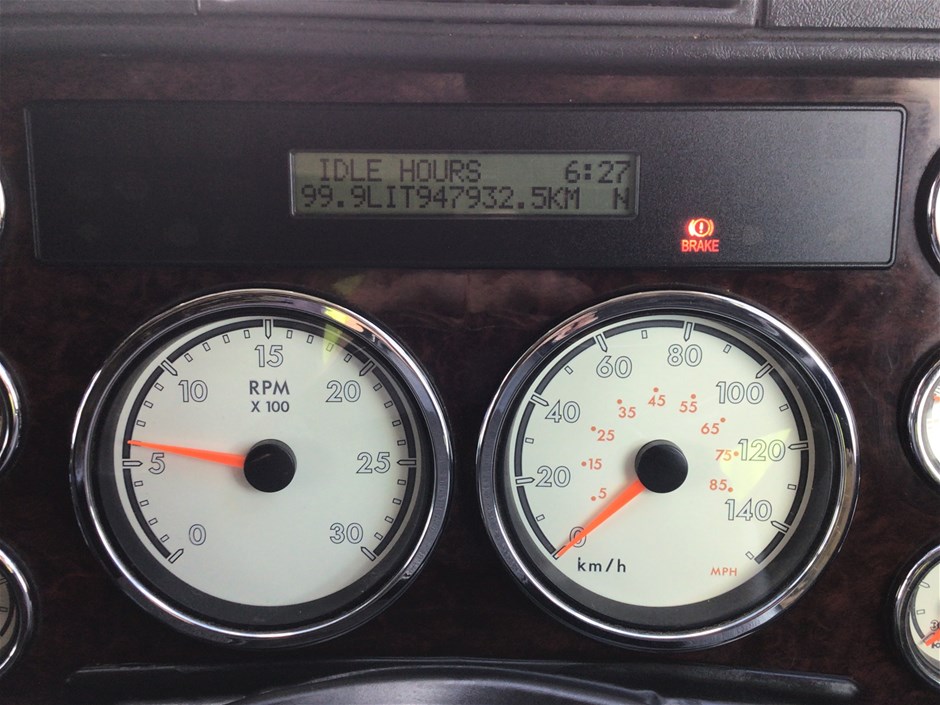 IDLE HOURS 6:27
99.9LIT947932.5KM N
BRAKE
0 5 10 15 20 25 30
RPM
X 100
0 20 40 60 80 100 120 140
5 15 25 35 45 55 65 75 85
km/h
MPH